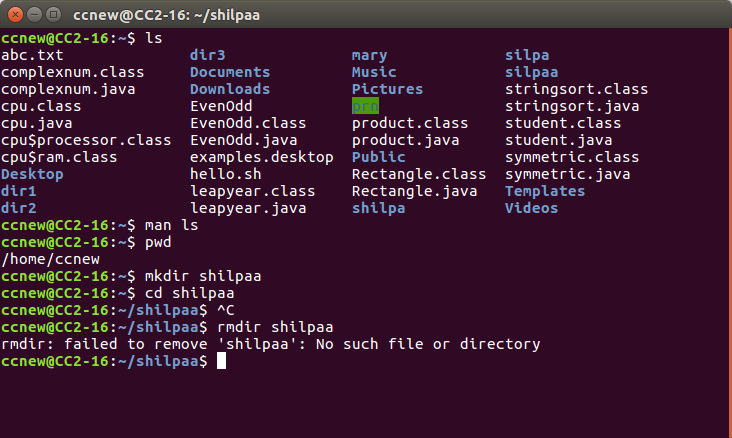 ccnew@CC2-16: ~/shilpaa
ccnew@CC2-16:~$ ls
abc.txt dir3 mary silpa
complexnum.class Documents Music silpaa
complexnum.java Downloads Pictures stringsort.class
cpu.class EvenOdd prn stringsort.java
cpu.java EvenOdd.class product.class student.class
cpu$processor.class EvenOdd.java product.java student.java
cpu$ram.class examples.desktop Public symmetric.class
Desktop hello.sh Rectangle.class symmetric.java
dir1 leapyear.class Rectangle.java Templates
dir2 leapyear.java shilpa Videos
ccnew@CC2-16:~$ man ls
ccnew@CC2-16:~$ pwd
/home/ccnew
ccnew@CC2-16:~$ mkdir shilpaa
ccnew@CC2-16:~$ cd shilpaa
ccnew@CC2-16:~/shilpaa$ ^C
ccnew@CC2-16:~/shilpaa$ rmdir shilpaa
rmdir: failed to remove 'shilpaa': No such file or directory
ccnew@CC2-16:~/shilpaa$